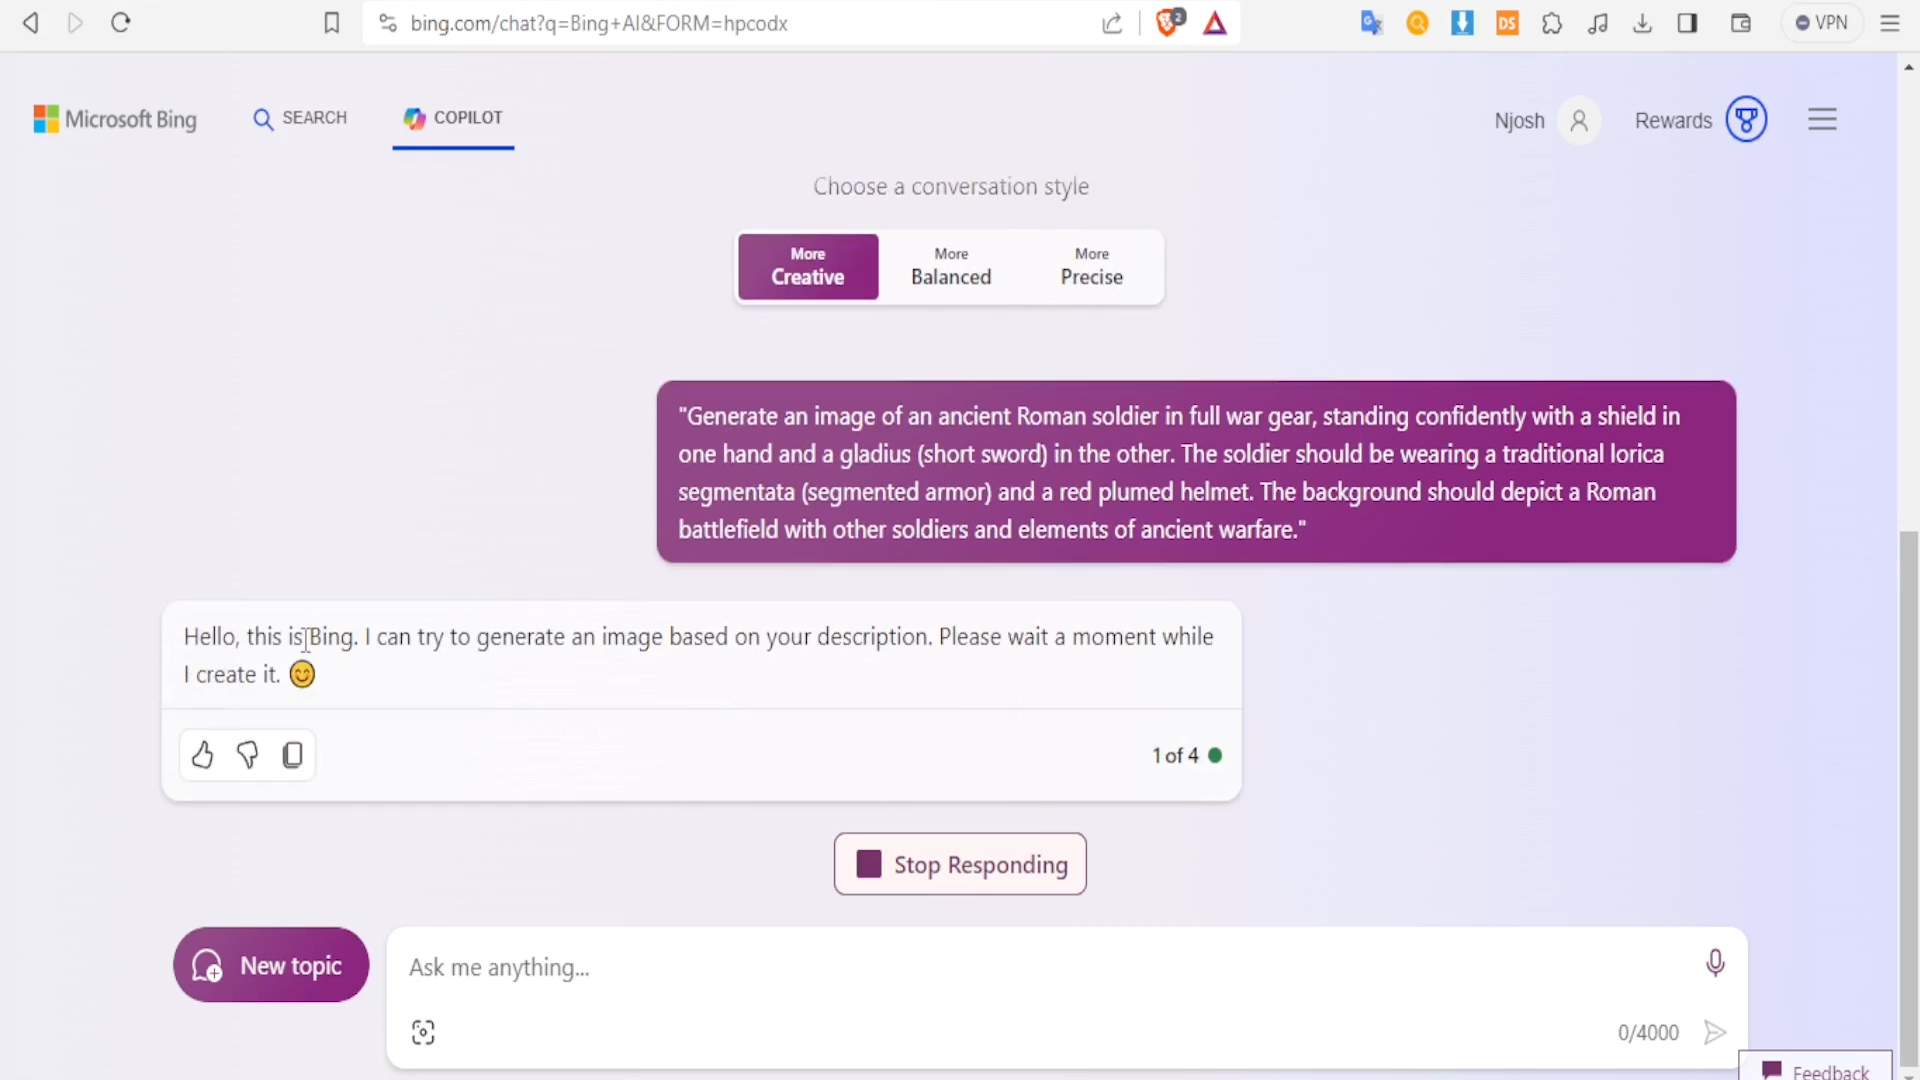 bing.com/chat?q=Bing+AI&FORM=hpcodx
2
DS
VPN
Microsoft Bing
SEARCH
COPILOT
Njosh
Rewards
Choose a conversation style
More
Creative
More
Balanced
More
Precise
"Generate an image of an ancient Roman soldier in full war gear, standing confidently with a shield in
one hand and a gladius (short sword) in the other. The soldier should be wearing a traditional lorica
segmentata (segmented armor) and a red plumed helmet. The background should depict a Roman
battlefield with other soldiers and elements of ancient warfare."
Hello, this is Bing. I can try to generate an image based on your description. Please wait a moment while
I create it.
1 of 4
Stop Responding
New topic
Ask me anything...
0/4000
Feedback